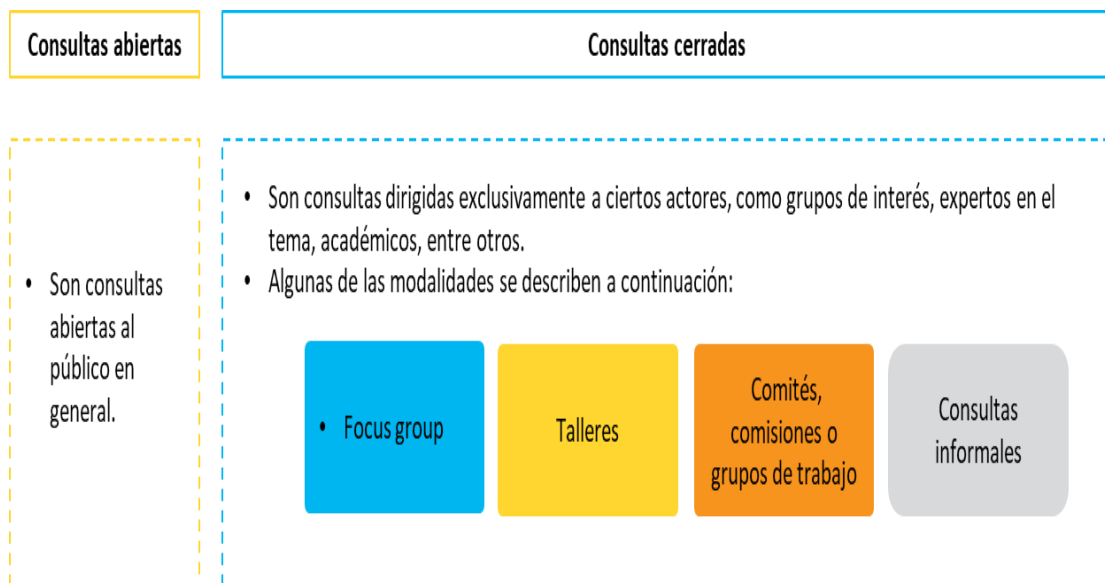 Consultas abiertas
Consultas cerradas
• Son consultas
abiertas al
público en
general.
• Son consultas dirigidas exclusivamente a ciertos actores, como grupos de interés, expertos en el
tema, académicos, entre otros.
• Algunas de las modalidades se describen a continuación:
• Focus group
Talleres
Comités,
comisiones o
grupos de trabajo
Consultas
informales